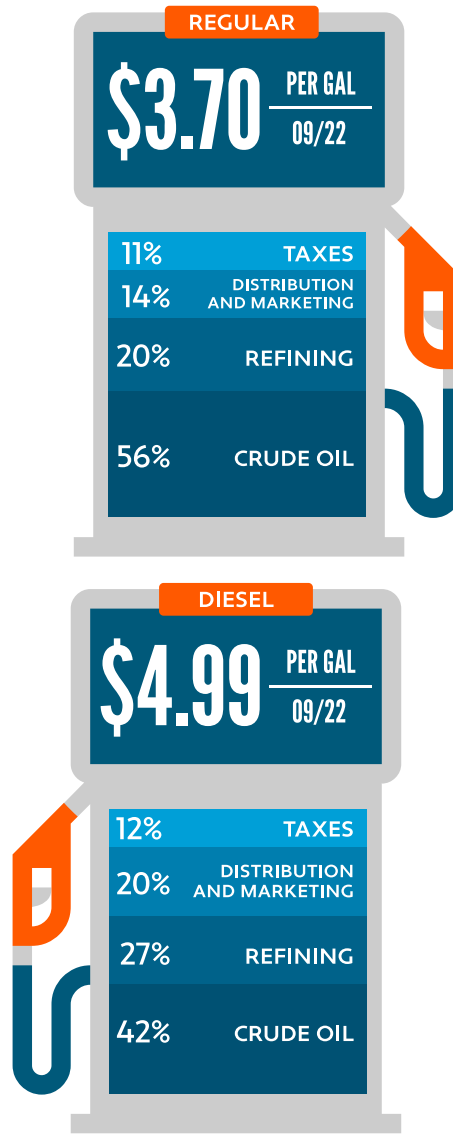 REGULAR
$3.70 PER GAL
09/22
11% TAXES
14% DISTRIBUTION
AND MARKETING
20% REFINING
56% CRUDE OIL
DIESEL
$4.99 PER GAL
09/22
12% TAXES
20% DISTRIBUTION
AND MARKETING
27% REFINING
42% CRUDE OIL